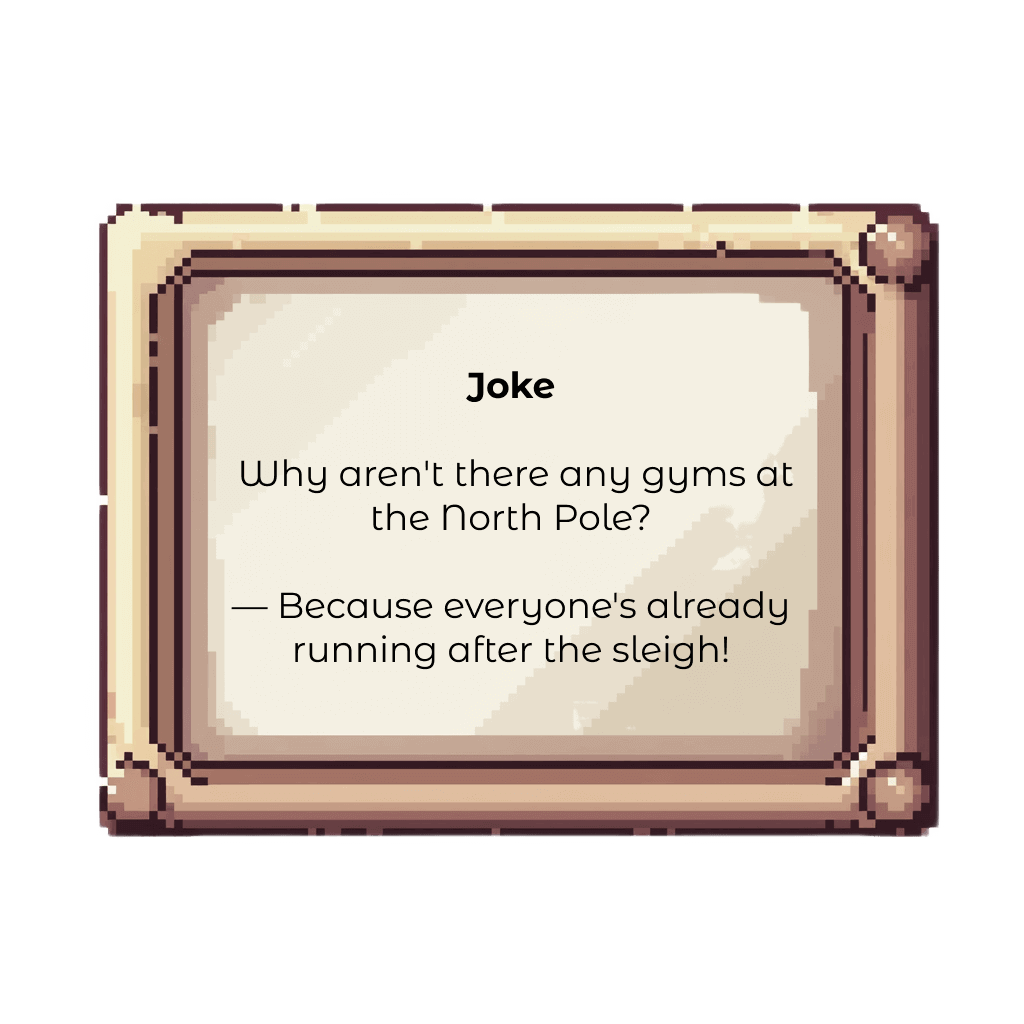 Joke
Why aren't there any gyms at
the North Pole?
— Because everyone's already
running after the sleigh!